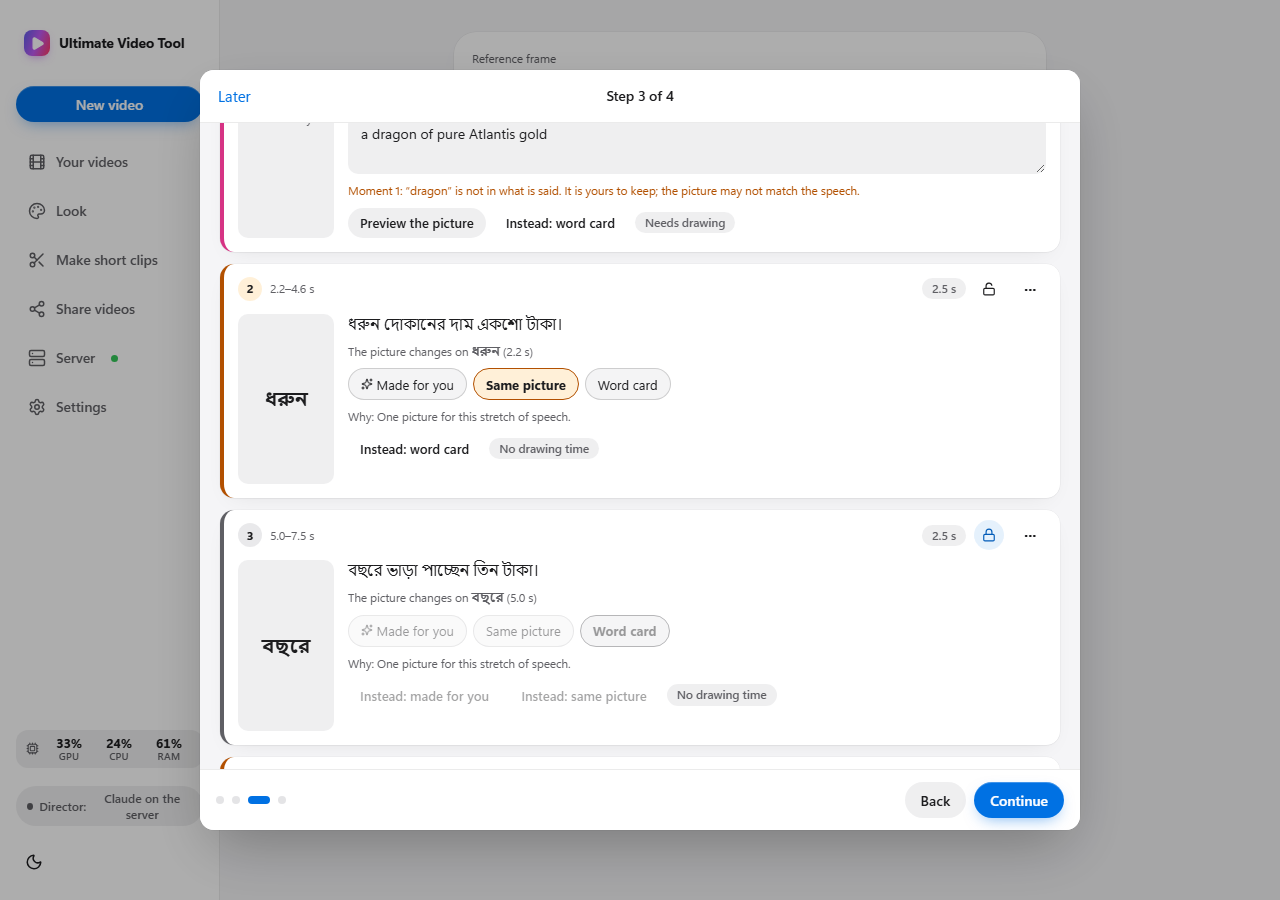 Ultimate Video Tool
New video
Your videos
Look
Make short clips
Share videos
Server
Settings
33%
GPU
24%
CPU
61%
RAM
Director:
Claude on the
server
Reference frame
Later
Step 3 of 4
a dragon of pure Atlantis gold
Moment 1: "dragon" is not in what is said. It is yours to keep; the picture may not match the speech.
Preview the picture
Instead: word card
Needs drawing
2
2.2–4.6 s
2.5 s
ধরুন
ধরুন দোকানের দাম একশো টাকা।
The picture changes on ধরুন (2.2 s)
Made for you
Same picture
Word card
Why: One picture for this stretch of speech.
Instead: word card
No drawing time
3
5.0–7.5 s
2.5 s
বছরে
বছরে ভাড়া পাচ্ছেন তিন টাকা।
The picture changes on বছরে (5.0 s)
Made for you
Same picture
Word card
Why: One picture for this stretch of speech.
Instead: made for you
Instead: same picture
No drawing time
Back
Continue